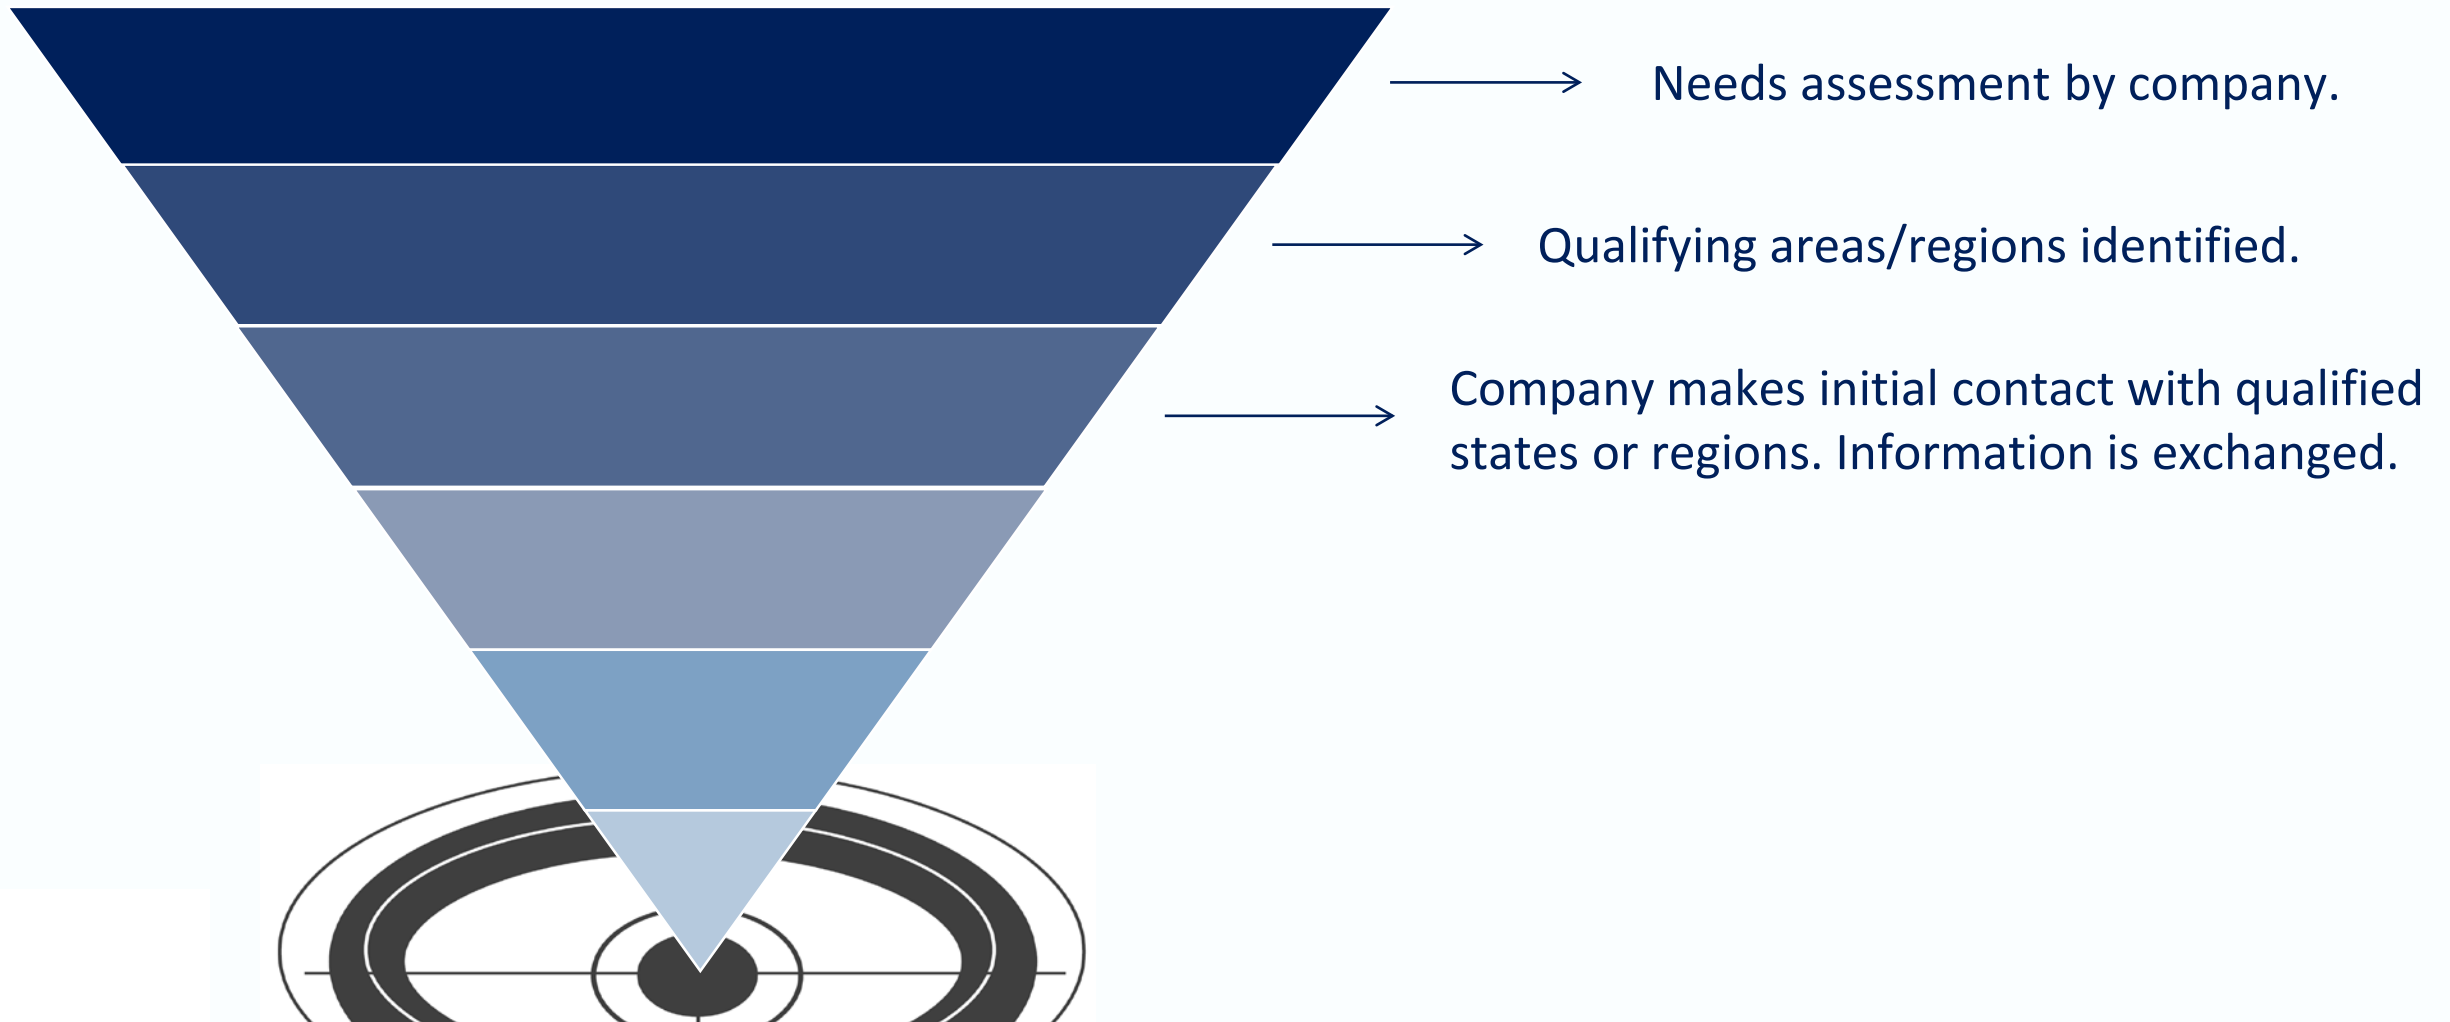 Needs assessment by company.
Qualifying areas/regions identified.
Company makes initial contact with qualified
states or regions. Information is exchanged.